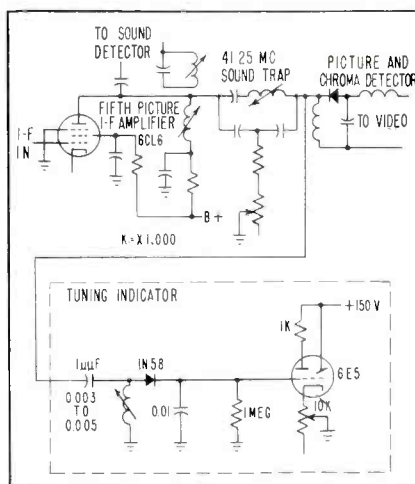 TO SOUND
DETECTOR
41.25 MC
SOUND TRAP
PICTURE AND
CHROMA DETECTOR
FIFTH PICTURE
I-F AMPLIFIER
6CL6
I-F
IN
TO VIDEO
B+
K=X1,000
TUNING INDICATOR
+150 V
1K
1μμF
1N58
6E5
0.003
TO
0.005
0.01
1MEG
10K